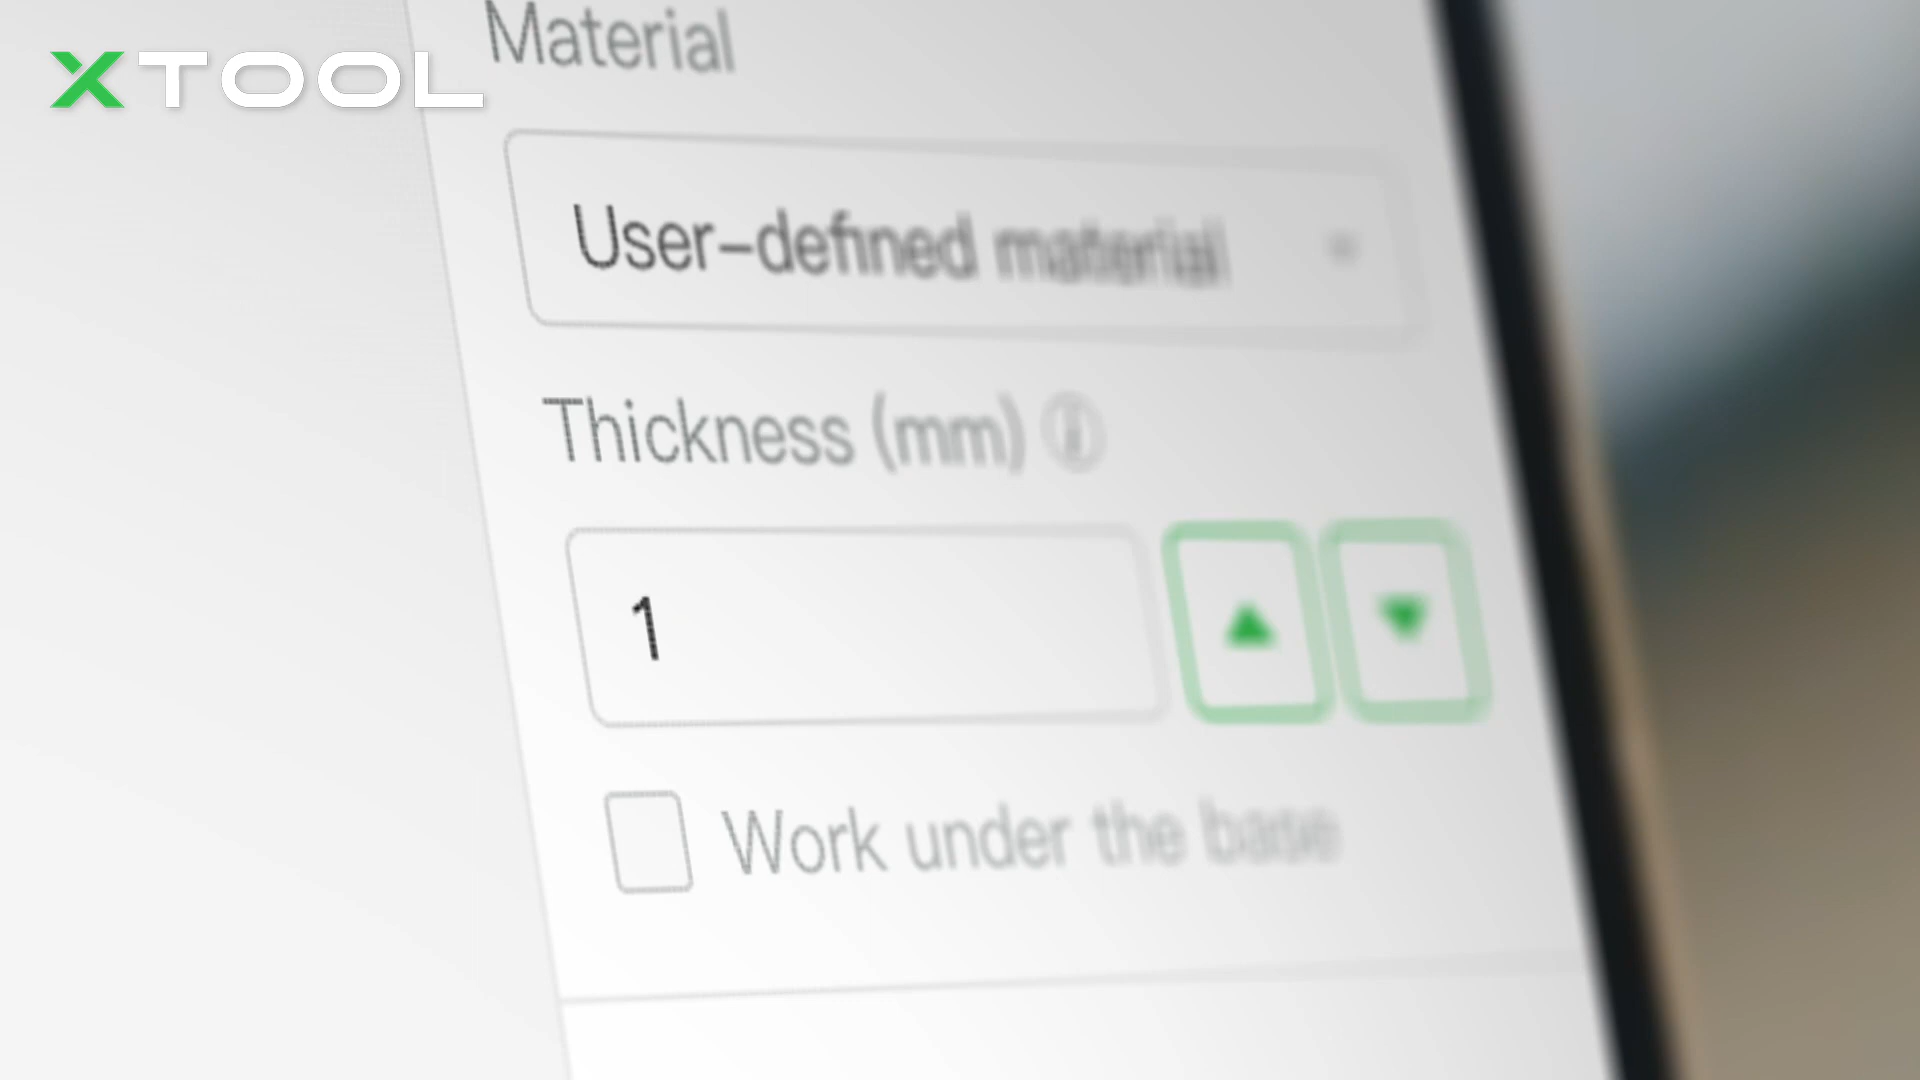 Material
XTOOL
User-defined material
Thickness (mm)
1
Work under the base